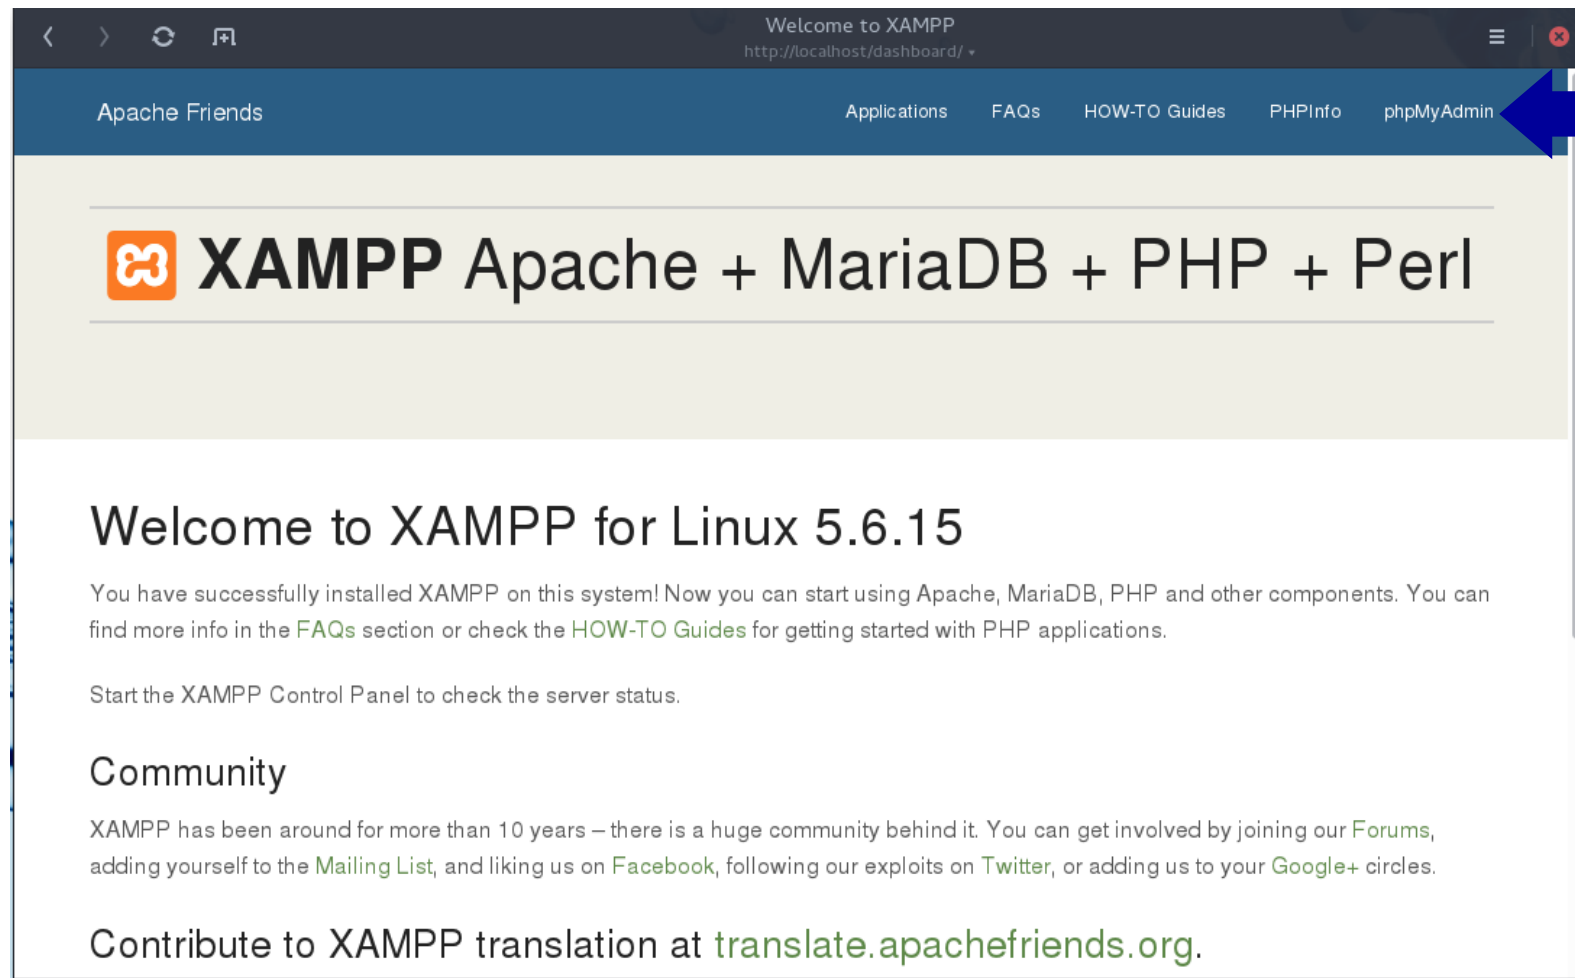 Welcome to XAMPP
http://localhost/dashboard/
Apache Friends
Applications FAQs HOW-TO Guides PHPInfo phpMyAdmin
XAMPP Apache + MariaDB + PHP + Perl
Welcome to XAMPP for Linux 5.6.15
You have successfully installed XAMPP on this system! Now you can start using Apache, MariaDB, PHP and other components. You can
find more info in the FAQs section or check the HOW-TO Guides for getting started with PHP applications.
Start the XAMPP Control Panel to check the server status.
Community
XAMPP has been around for more than 10 years – there is a huge community behind it. You can get involved by joining our Forums,
adding yourself to the Mailing List, and liking us on Facebook, following our exploits on Twitter, or adding us to your Google+ circles.
Contribute to XAMPP translation at translate.apachefriends.org.